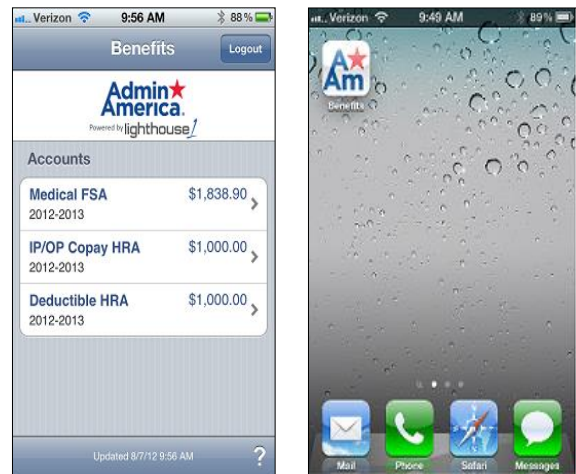 Verizon 9:56 AM 88%
Benefits
Logout
Admin
America.
Powered by lighthouse1
Accounts
Medical FSA $1,838.90
2012-2013
IP/OP Copay HRA $1,000.00
2012-2013
Deductible HRA $1,000.00
2012-2013
Updated 8/7/12 9:56 AM
?
Verizon 9:49 AM 89%
A
Am
Benefits
Mail Phone Safari Messages